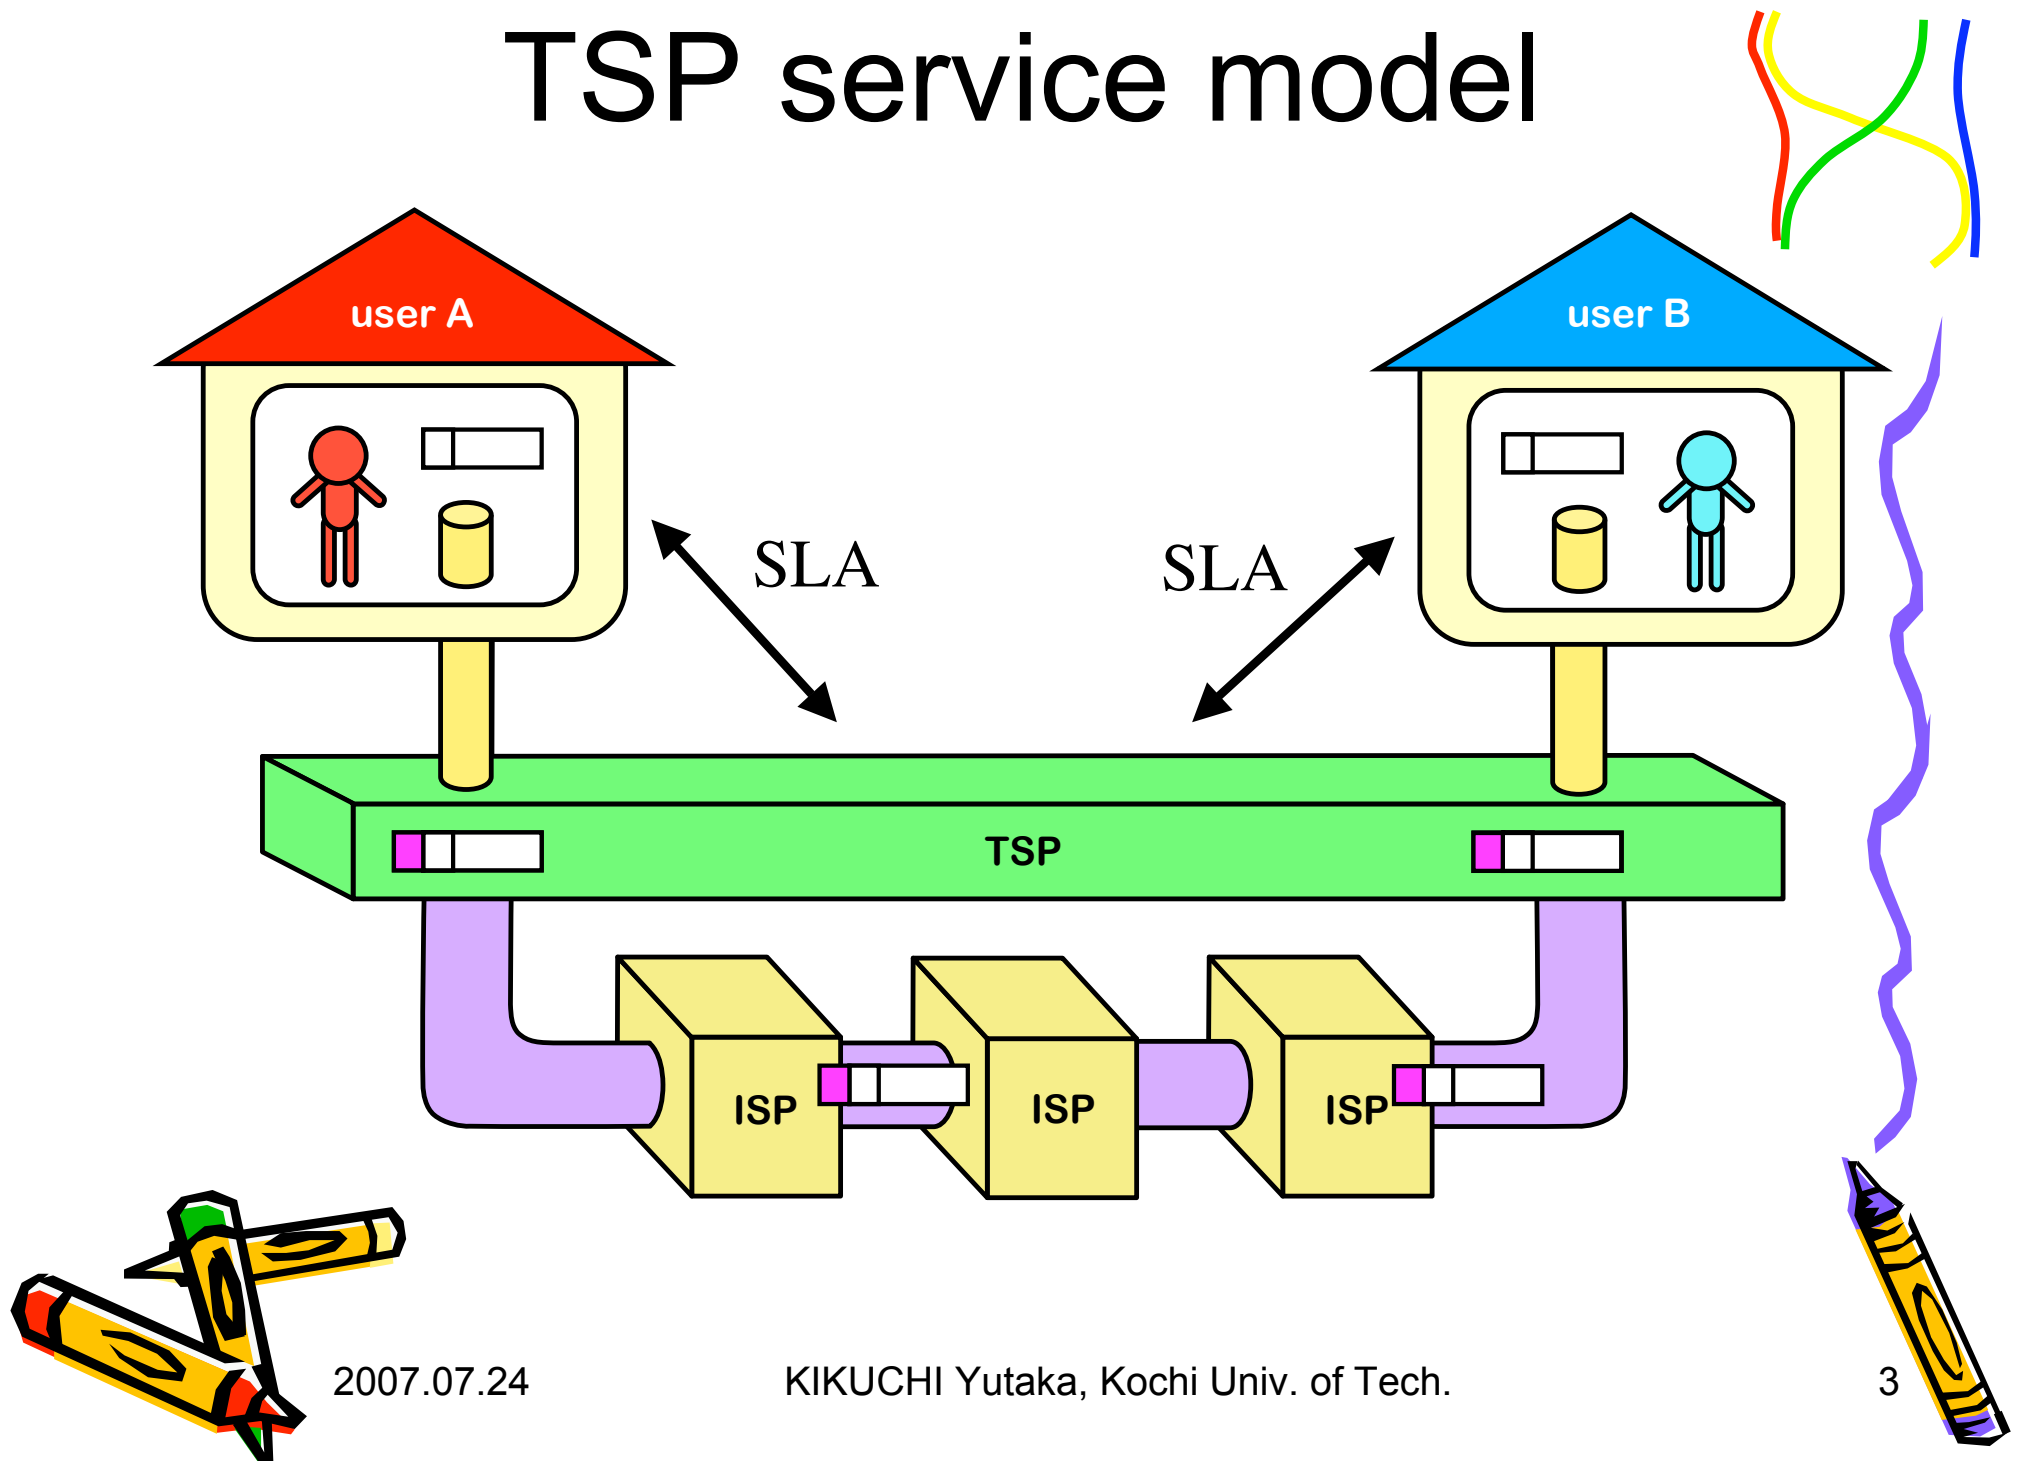 TSP service model
user A
user B
SLA
SLA
TSP
ISP
ISP
ISP
2007.07.24
KIKUCHI Yutaka, Kochi Univ. of Tech.
3